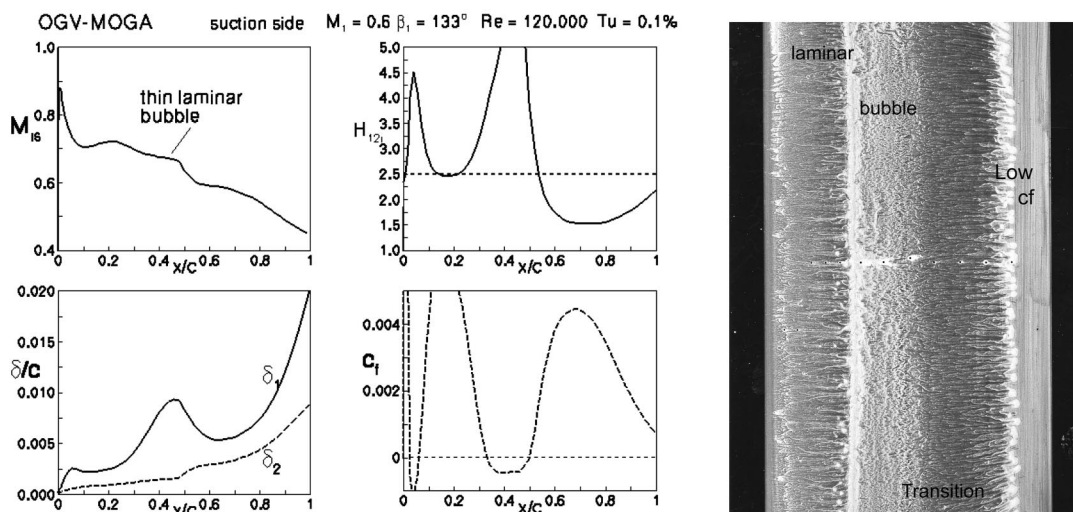 OGV-MOGA suction side M₁ = 0.6 β₁ = 133° Re = 120.000 Tu = 0.1%
1.0
0.8
M_is
0.6
0.4
thin laminar
bubble
0 0.2 0.4 0.6 0.8 1
x/c
5.0
4.5
4.0
H₁₂ᵢ
3.5
3.0
2.5
2.0
1.5
1.0
0 0.2 0.4 0.6 0.8 1
x/c
0.020
0.015
δ/c
0.010
0.005
0.000
δ₁
δ₂
0 0.2 0.4 0.6 0.8 1
x/c
0.004
c_f
0.002
0
0 0.2 0.4 0.6 0.8 1
x/c
laminar
bubble
Low
cf
Transition